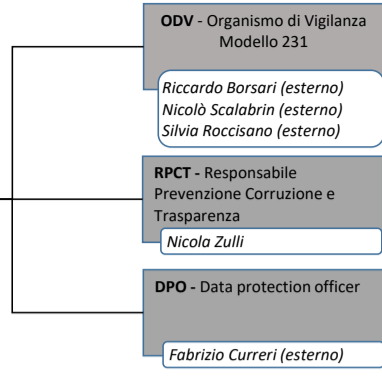 ODV - Organismo di Vigilanza
Modello 231
Riccardo Borsari (esterno)
Nicolò Scalabrin (esterno)
Silvia Roccisano (esterno)
RPCT - Responsabile
Prevenzione Corruzione e
Trasparenza
Nicola Zulli
DPO - Data protection officer
Fabrizio Curreri (esterno)